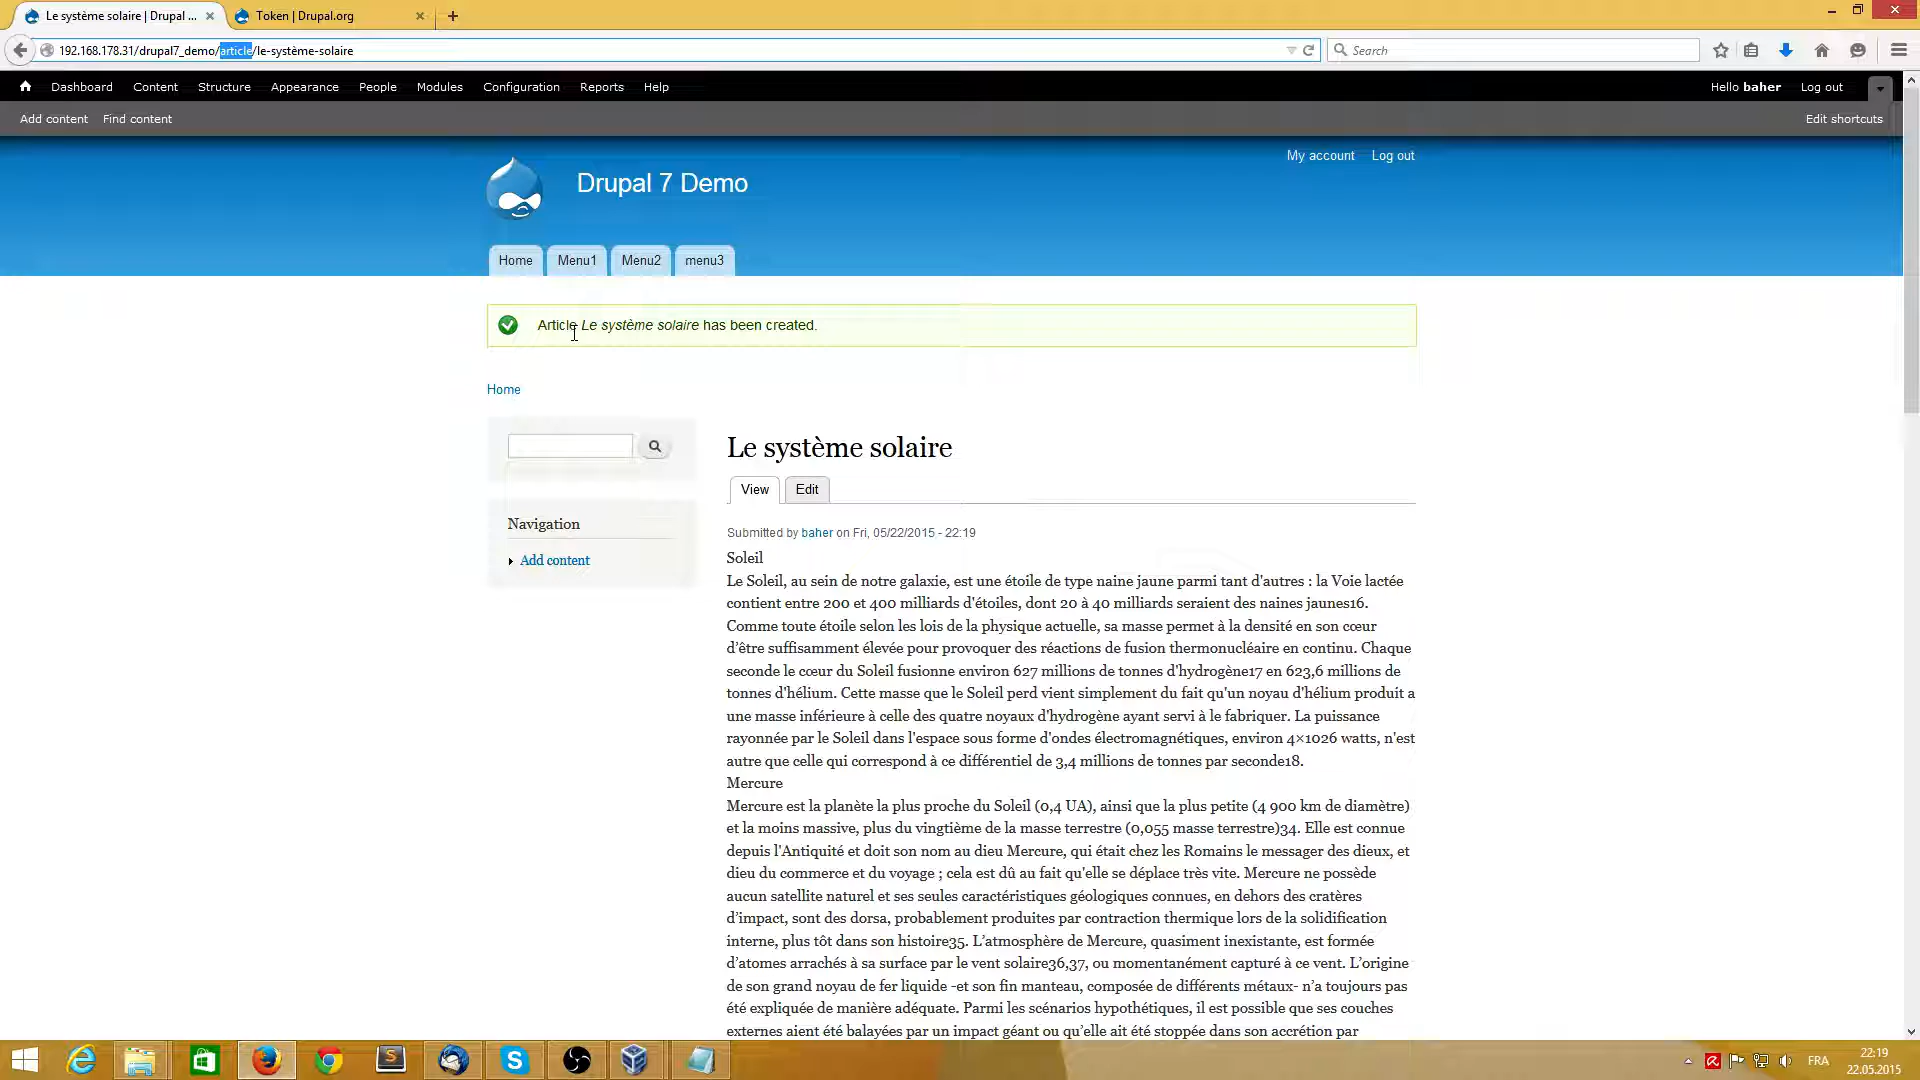 Le système solaire | Drupal ...
Token | Drupal.org
192.168.178.31/drupal7_demo/article/le-système-solaire
Search
Dashboard Content Structure Appearance People Modules Configuration Reports Help
Hello baher Log out
Add content Find content
Edit shortcuts
My account Log out
Drupal 7 Demo
Home Menu1 Menu2 menu3
Article Le système solaire has been created.
Home
Le système solaire
View Edit
Navigation
Add content
Submitted by baher on Fri, 05/22/2015 - 22:19
Soleil
Le Soleil, au sein de notre galaxie, est une étoile de type naine jaune parmi tant d'autres : la Voie lactée
contient entre 200 et 400 milliards d'étoiles, dont 20 à 40 milliards seraient des naines jaunes16.
Comme toute étoile selon les lois de la physique actuelle, sa masse permet à la densité en son cœur
d'être suffisamment élevée pour provoquer des réactions de fusion thermonucléaire en continu. Chaque
seconde le cœur du Soleil fusionne environ 627 millions de tonnes d'hydrogène17 en 623,6 millions de
tonnes d'hélium. Cette masse que le Soleil perd vient simplement du fait qu'un noyau d'hélium produit a
une masse inférieure à celle des quatre noyaux d'hydrogène ayant servi à le fabriquer. La puissance
rayonnée par le Soleil dans l'espace sous forme d'ondes électromagnétiques, environ 4×1026 watts, n'est
autre que celle qui correspond à ce différentiel de 3,4 millions de tonnes par seconde18.
Mercure
Mercure est la planète la plus proche du Soleil (0,4 UA), ainsi que la plus petite (4 900 km de diamètre)
et la moins massive, plus du vingtième de la masse terrestre (0,055 masse terrestre)34. Elle est connue
depuis l'Antiquité et doit son nom au dieu Mercure, qui était chez les Romains le messager des dieux, et
dieu du commerce et du voyage ; cela est dû au fait qu'elle se déplace très vite. Mercure ne possède
aucun satellite naturel et ses seules caractéristiques géologiques connues, en dehors des cratères
d’impact, sont des dorsa, probablement produites par contraction thermique lors de la solidification
interne, plus tôt dans son histoire35. L’atmosphère de Mercure, quasiment inexistante, est formée
d’atomes arrachés à sa surface par le vent solaire36,37, ou momentanément capturé à ce vent. L’origine
de son grand noyau de fer liquide -et son fin manteau, composée de différents métaux- n’a toujours pas
été expliquée de manière adéquate. Parmi les scénarios hypothétiques, il est possible que ses couches
externes aient été balayées par un impact géant ou qu’elle ait été stoppée dans son accrétion par
FRA
22:19
22.05.2015